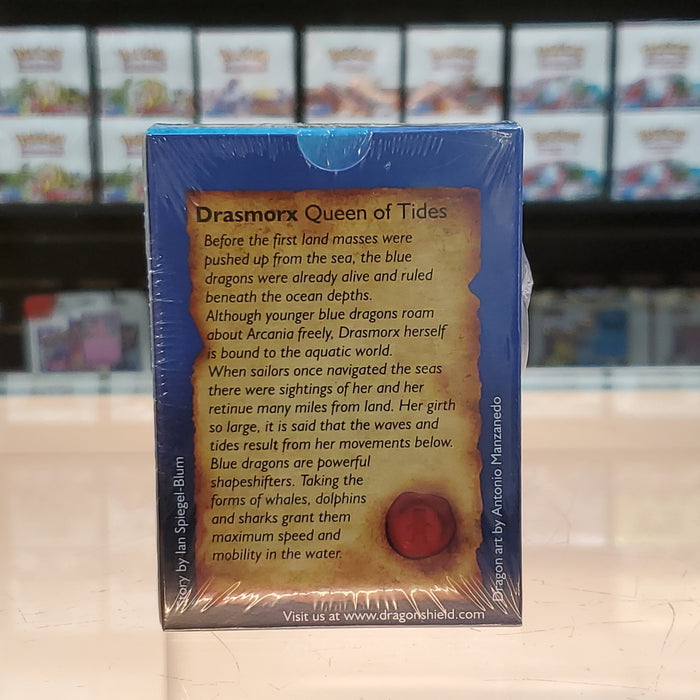 Drasmorx Queen of Tides
Before the first land masses were
pushed up from the sea, the blue
dragons were already alive and ruled
beneath the ocean depths.
Although younger blue dragons roam
about Arcania freely, Drasmorx herself
is bound to the aquatic world.
When sailors once navigated the seas
there were sightings of her and her
retinue many miles from land. Her girth
so large, it is said that the waves and
tides result from her movements below.
Blue dragons are powerful
shapeshifters. Taking the
forms of whales, dolphins
and sharks grant them
maximum speed and
mobility in the water.
Story by Ian Spiegel-Blum
Dragon art by Antonio Manzanedo
Visit us at www.dragonshield.com